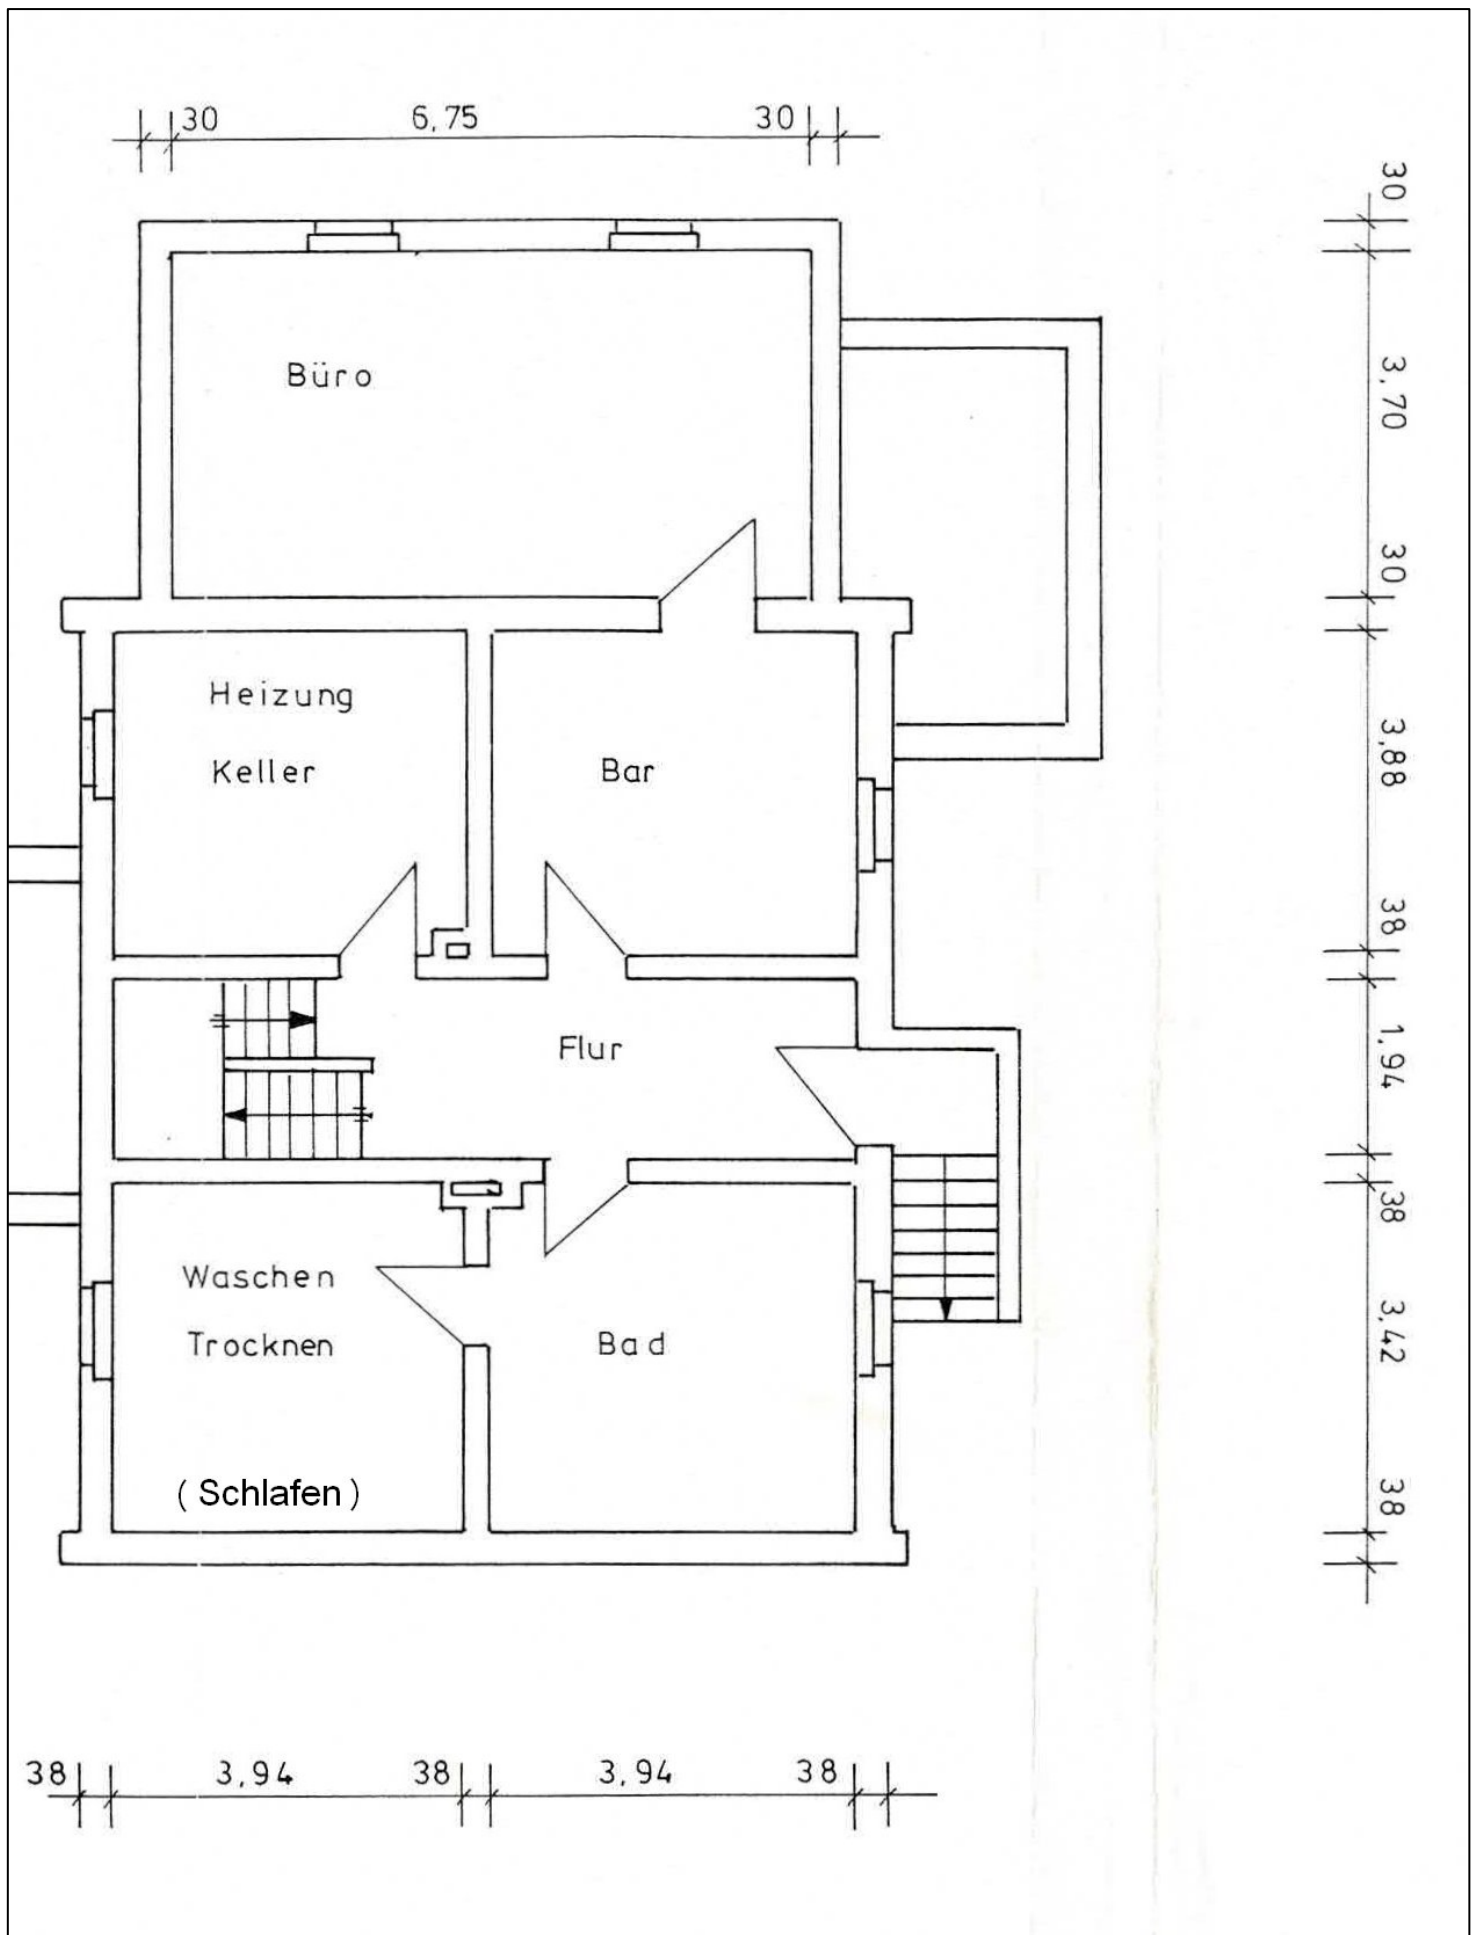 30 6,75 30
30
3,70
30
3,88
38
1,94
38
3,42
38
Büro
Heizung
Keller
Bar
Flur
Waschen
Trocknen
Bad
( Schlafen )
38 3,94 38 3,94 38